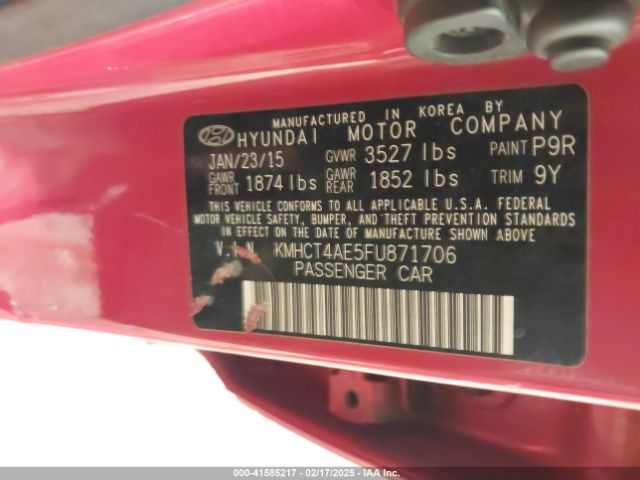 MANUFACTURED IN KOREA BY
HYUNDAI MOTOR COMPANY
JAN/23/15 GVWR 3527 lbs PAINT P9R
GAWR FRONT 1874 lbs GAWR REAR 1852 lbs TRIM 9Y
THIS VEHICLE CONFORMS TO ALL APPLICABLE U.S.A. FEDERAL
MOTOR VEHICLE SAFETY, BUMPER, AND THEFT PREVENTION STANDARDS
IN EFFECT ON THE DATE OF MANUFACTURE SHOWN ABOVE
V.I.N. KMHCT4AE5FU871706
PASSENGER CAR
000-41585217 - 02/17/2025 - IAA Inc.